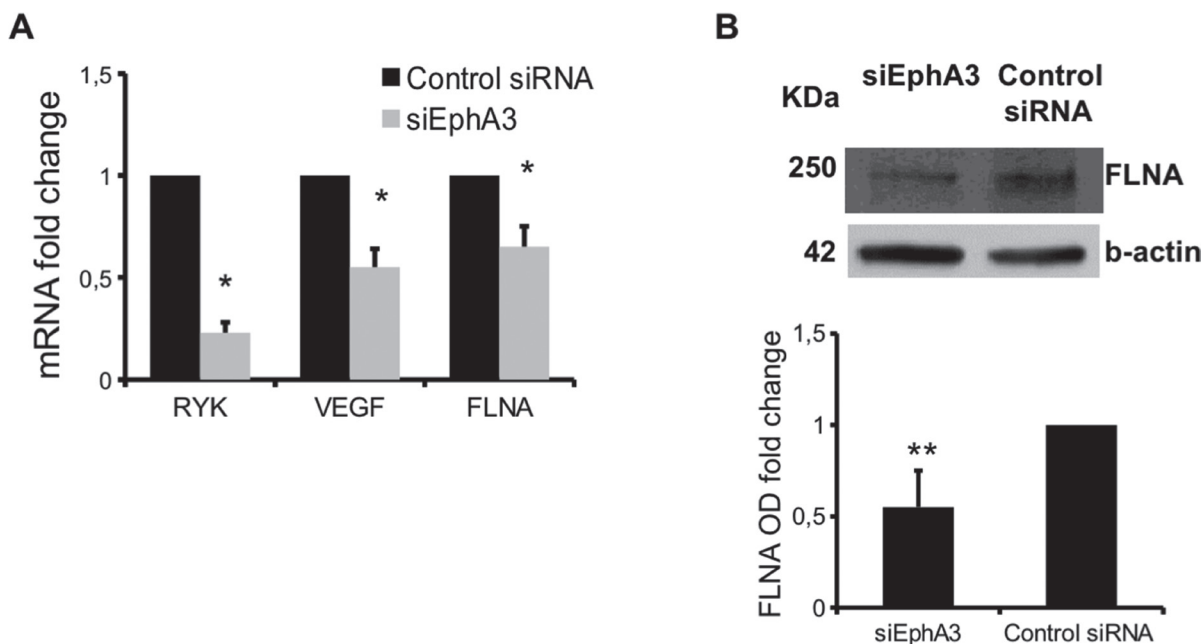 A
mRNA fold change
1,5
1
0,5
0
Control siRNA
siEphA3
*
*
*
RYK VEGF FLNA
B
KDa
siEphA3
Control
siRNA
250
FLNA
42
b-actin
FLNA OD fold change
1,5
1
0,5
0
**
siEphA3 Control siRNA